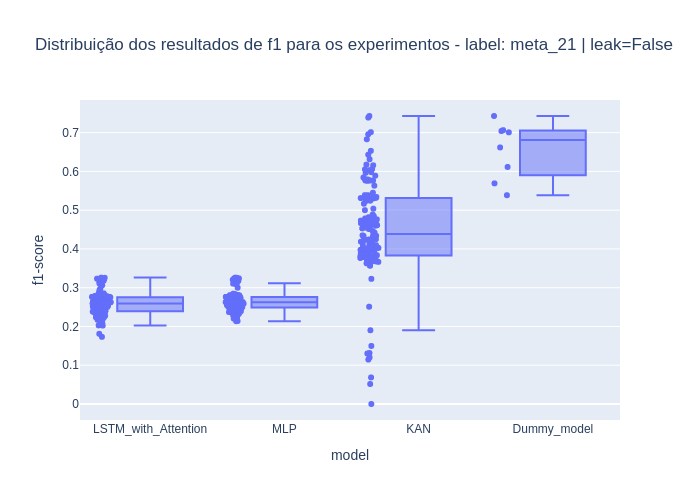 Distribuição dos resultados de f1 para os experimentos - label: meta_21 | leak=False
f1-score
0.7
0.6
0.5
0.4
0.3
0.2
0.1
0
LSTM_with_Attention
MLP
KAN
Dummy_model
model